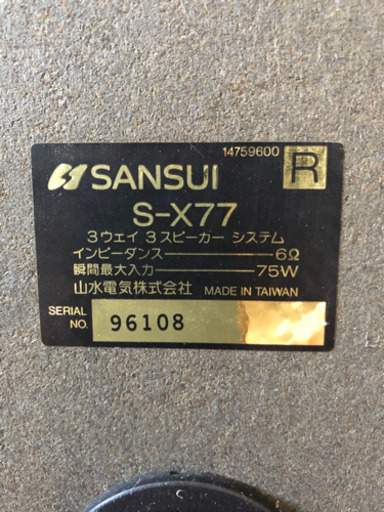 14759600
R
SANSUI
S-X77
3ウェイ 3スピーカー システム
インピーダンス 6Ω
瞬間最大入力 75W
山水電気株式会社 MADE IN TAIWAN
SERIAL NO. 96108